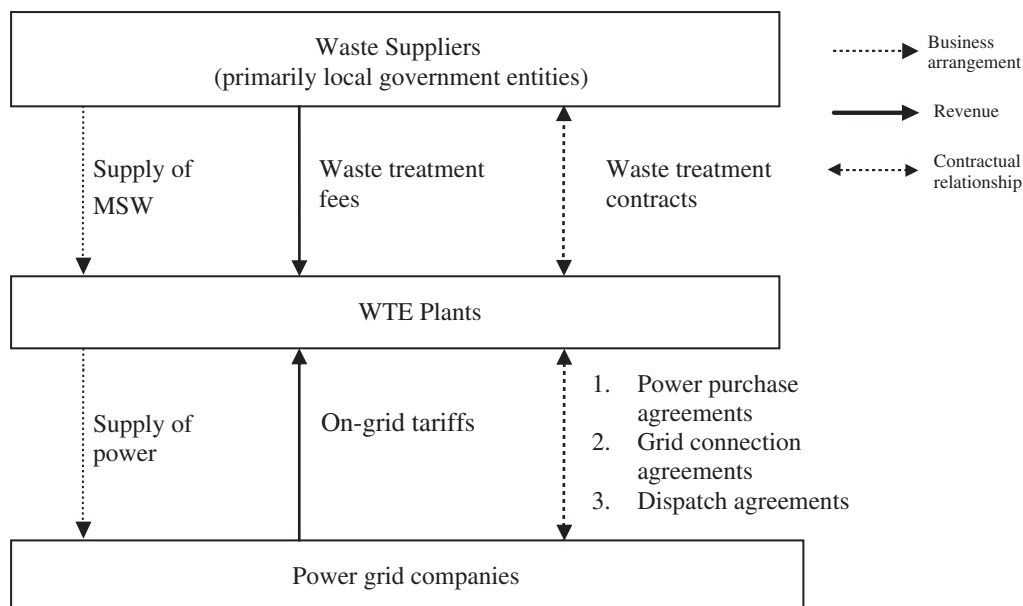 Waste Suppliers
(primarily local government entities)
Business
arrangement
Revenue
Contractual
relationship
Supply of
MSW
Waste treatment
fees
Waste treatment
contracts
WTE Plants
Supply of
power
On-grid tariffs
1. Power purchase
agreements
2. Grid connection
agreements
3. Dispatch agreements
Power grid companies